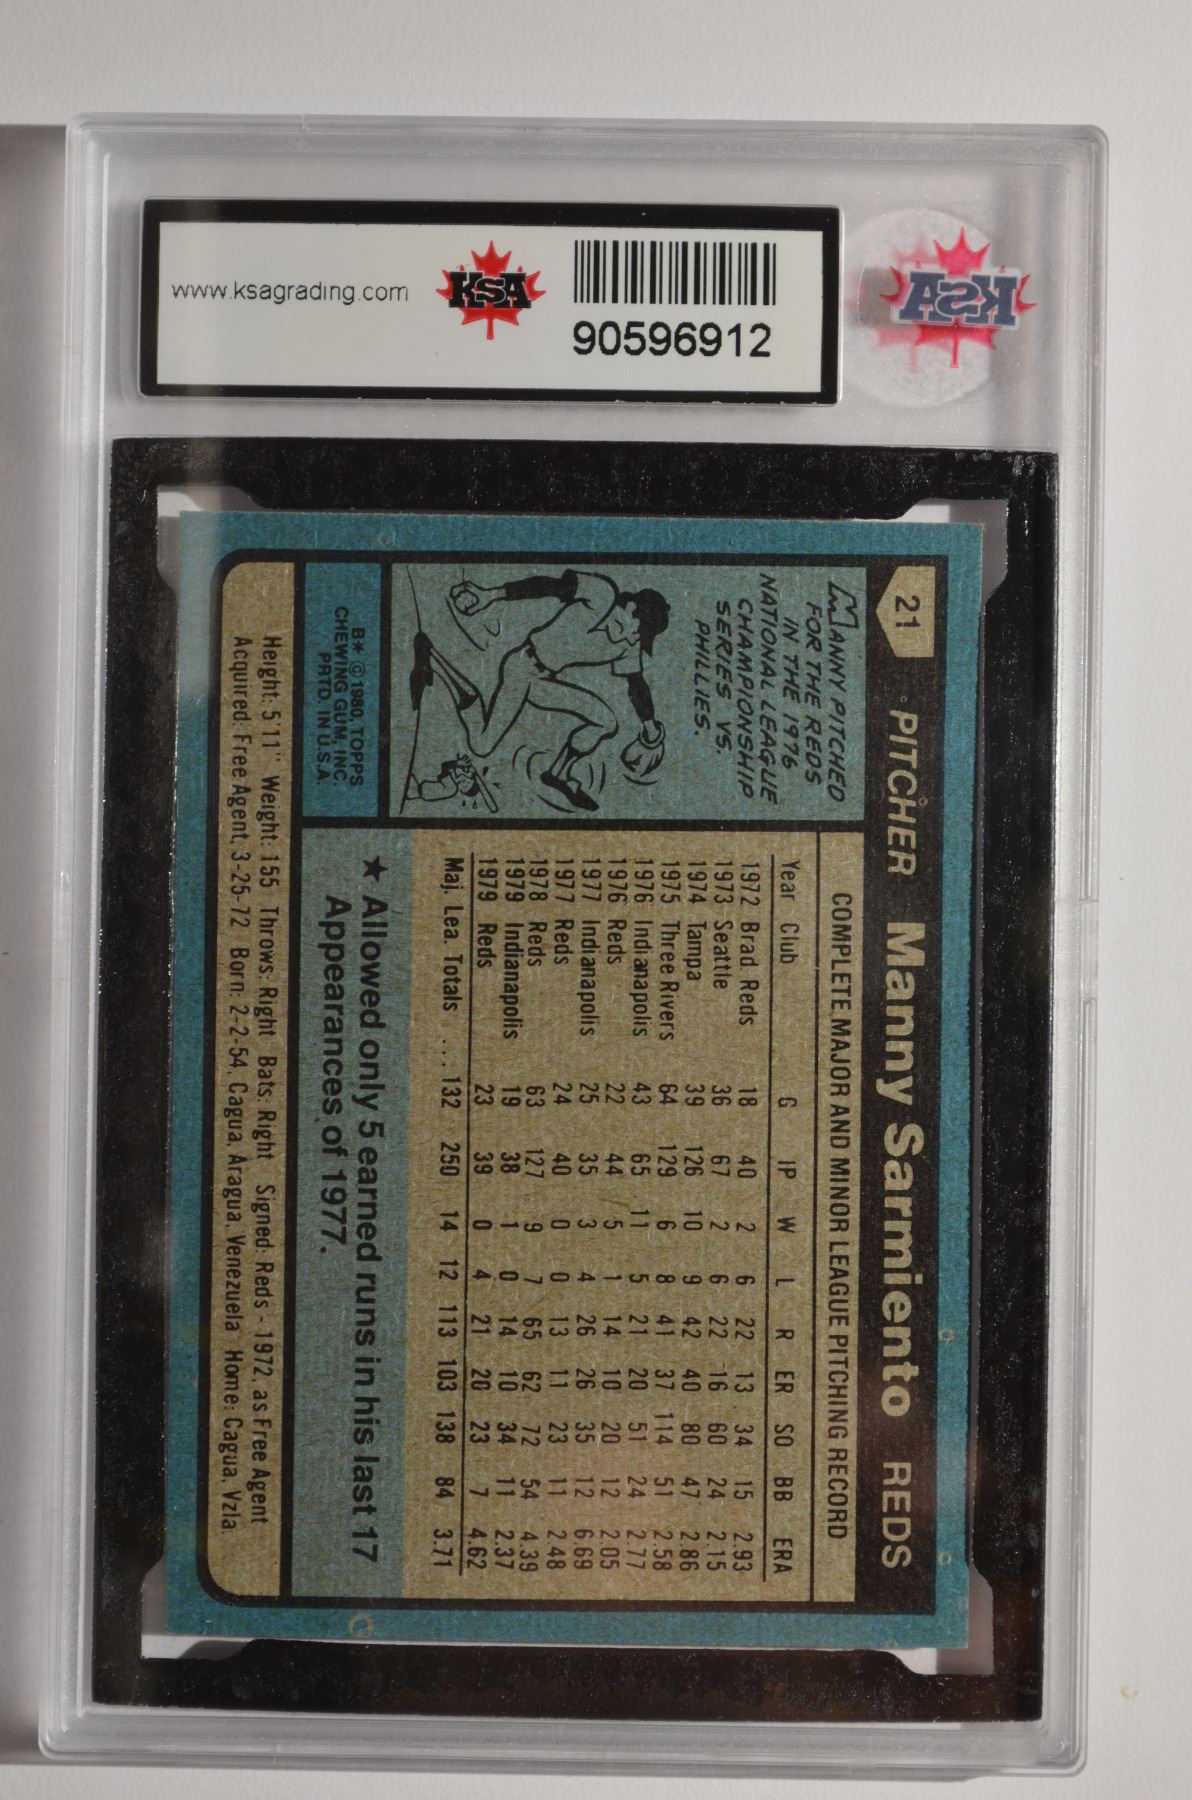 www.ksagrading.com
KSA
90596912
KSA
21 PITCHER Manny Sarmiento REDS
MANNY PITCHED
FOR THE REDS
IN THE 1976
NATIONAL LEAGUE
CHAMPIONSHIP
SERIES VS.
PHILLIES.
B* © 1980, TOPPS
CHEWING GUM, INC.
PRTD. IN U.S.A.
COMPLETE MAJOR AND MINOR LEAGUE PITCHING RECORD
Year Club G IP W L R ER SO BB ERA
1972 Brad. Reds 18 40 2 6 22 13 34 15 2.93
1973 Seattle 36 67 2 6 22 16 60 24 2.15
1974 Tampa 39 126 10 9 42 40 80 47 2.86
1975 Three Rivers 64 129 6 8 41 37 114 51 2.58
1976 Indianapolis 43 65 11 5 21 20 51 24 2.77
1976 Reds 22 44 5 1 14 10 20 12 2.05
1977 Indianapolis 25 35 3 4 26 26 35 12 6.69
1977 Reds 24 40 0 0 13 11 23 11 2.48
1978 Reds 63 127 9 7 65 62 72 54 4.39
1979 Indianapolis 19 38 1 0 14 10 34 11 2.37
1979 Reds 23 39 0 4 21 20 23 7 4.62
Maj. Lea. Totals .... 132 250 14 12 113 103 138 84 3.71
★ Allowed only 5 earned runs in his last 17
Appearances of 1977.
Height: 5'11" Weight: 155 Throws: Right Bats: Right Signed: Reds - 1972, as Free Agent
Acquired: Free Agent, 3-25-72 Born: 2-2-54, Cagua, Aragua, Venezuela Home: Cagua, Vzla